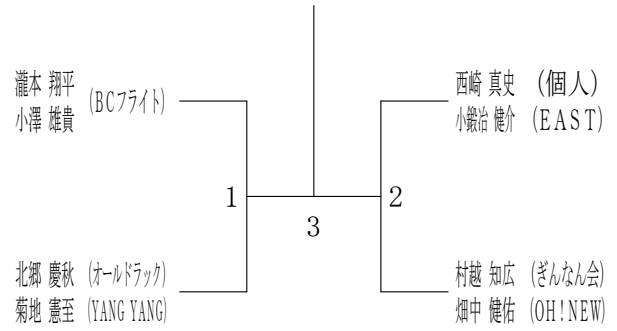 瀧本 翔平
小澤 雄貴
(BCフライト)
西崎 真史 (個人)
小鍛冶 健介 (EAST)
1
2
3
北郷 慶秋 (オールドラック)
菊地 憲至 (YANG YANG)
村越 知広 (ぎんなん会)
畑中 健佑 (OH!NEW)